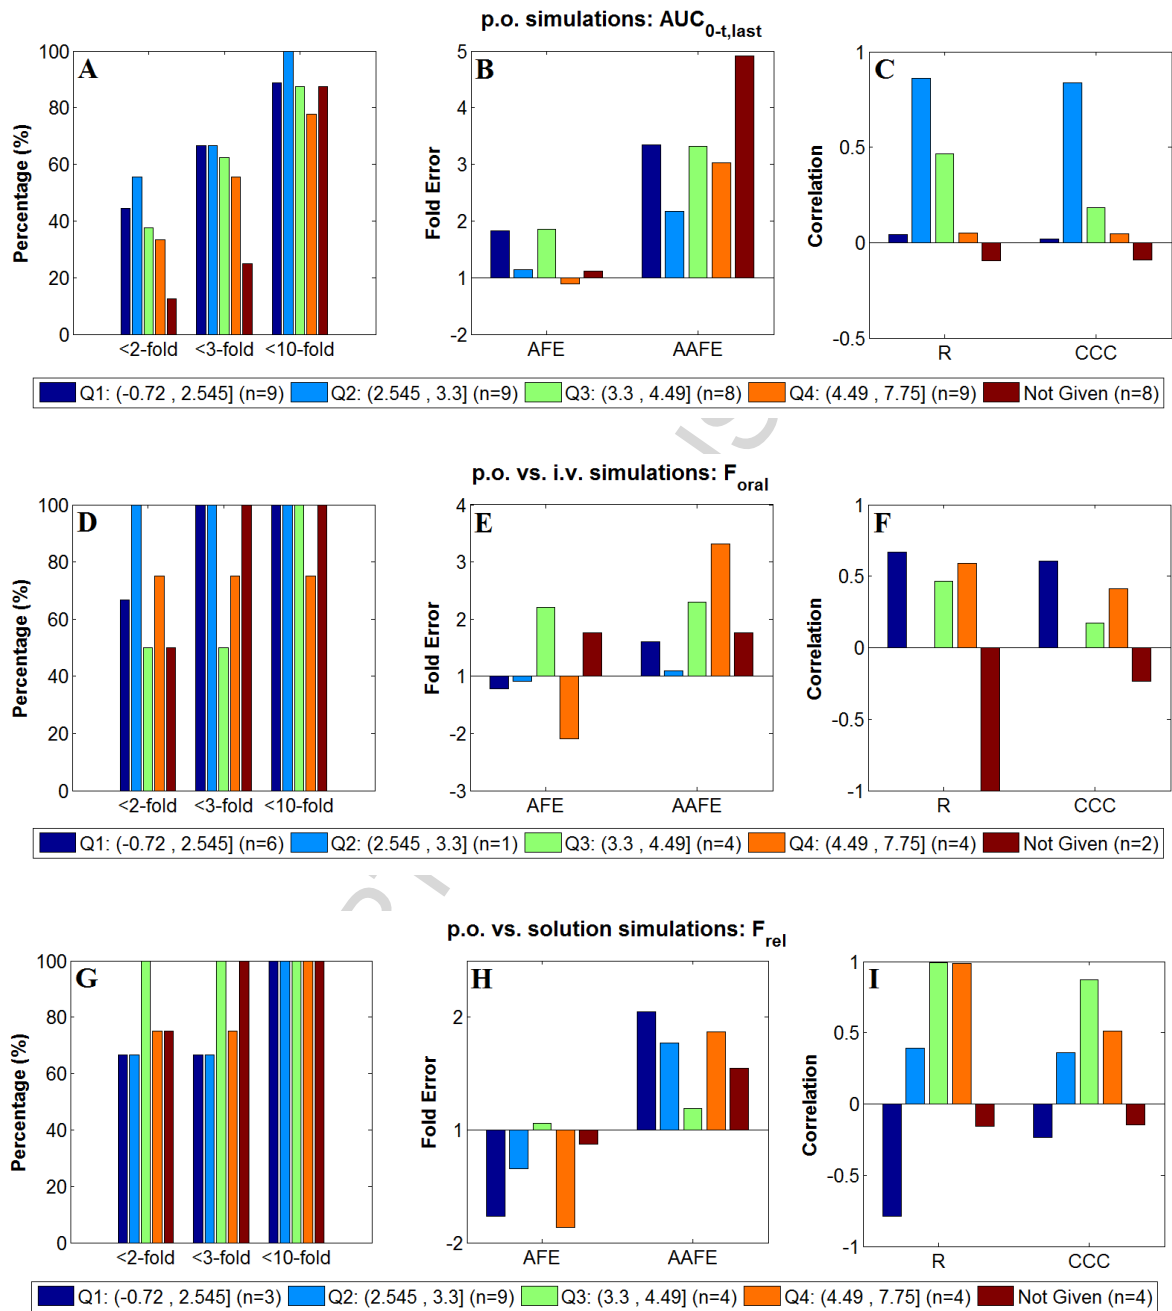 p.o. simulations: AUC0-t,last
A
B
C
Percentage (%)
100
80
60
40
20
0
<2-fold <3-fold <10-fold
Fold Error
5
4
3
2
1
-2
AFE AAFE
Correlation
1
0.5
0
-0.5
R CCC
Q1: (-0.72 , 2.545] (n=9) Q2: (2.545 , 3.3] (n=9) Q3: (3.3 , 4.49] (n=8) Q4: (4.49 , 7.75] (n=9) Not Given (n=8)
p.o. vs. i.v. simulations: Foral
D
E
F
Percentage (%)
100
80
60
40
20
0
<2-fold <3-fold <10-fold
Fold Error
4
3
2
1
-2
-3
AFE AAFE
Correlation
1
0.5
0
-0.5
-1
R CCC
Q1: (-0.72 , 2.545] (n=6) Q2: (2.545 , 3.3] (n=1) Q3: (3.3 , 4.49] (n=4) Q4: (4.49 , 7.75] (n=4) Not Given (n=2)
p.o. vs. solution simulations: Frel
G
H
I
Percentage (%)
100
80
60
40
20
0
<2-fold <3-fold <10-fold
Fold Error
2
1
-2
AFE AAFE
Correlation
1
0.5
0
-0.5
-1
R CCC
Q1: (-0.72 , 2.545] (n=3) Q2: (2.545 , 3.3] (n=9) Q3: (3.3 , 4.49] (n=4) Q4: (4.49 , 7.75] (n=4) Not Given (n=4)